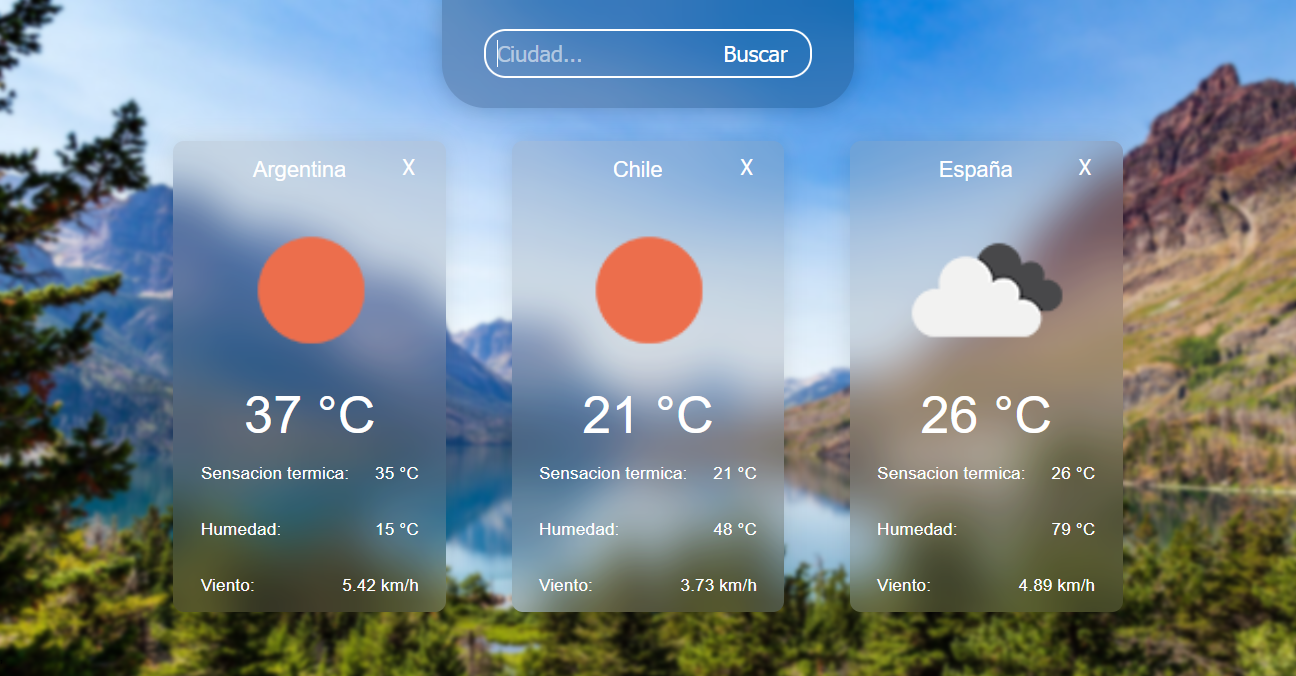 Ciudad... Buscar
Argentina X
37 °C
Sensacion termica: 35 °C
Humedad: 15 °C
Viento: 5.42 km/h
Chile X
21 °C
Sensacion termica: 21 °C
Humedad: 48 °C
Viento: 3.73 km/h
España X
26 °C
Sensacion termica: 26 °C
Humedad: 79 °C
Viento: 4.89 km/h